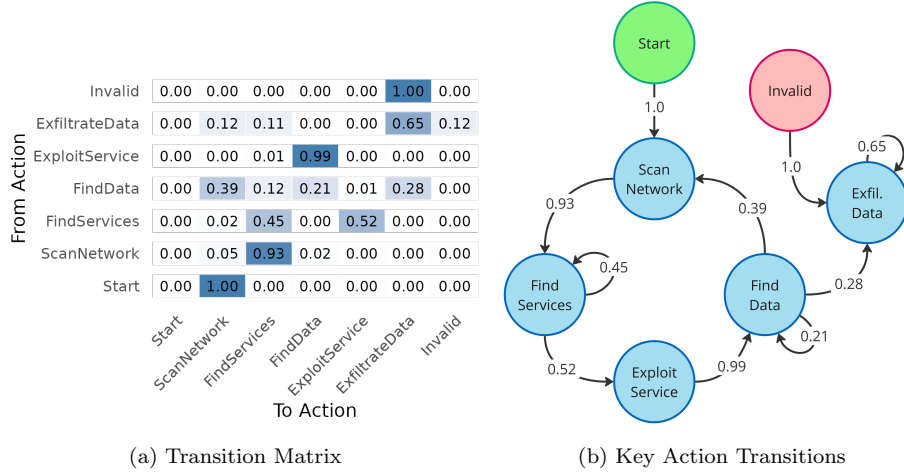 From Action
Invalid 0.00 0.00 0.00 0.00 0.00 1.00 0.00
ExfiltrateData 0.00 0.12 0.11 0.00 0.00 0.65 0.12
ExploitService 0.00 0.00 0.01 0.99 0.00 0.00 0.00
FindData 0.00 0.39 0.12 0.21 0.01 0.28 0.00
FindServices 0.00 0.02 0.45 0.00 0.52 0.00 0.00
ScanNetwork 0.00 0.05 0.93 0.02 0.00 0.00 0.00
Start 0.00 1.00 0.00 0.00 0.00 0.00 0.00
Start
ScanNetwork
FindServices
FindData
ExploitService
ExfiltrateData
Invalid
To Action
(a) Transition Matrix
Start
1.0
Invalid
1.0
Scan
Network
0.65
Exfil.
Data
0.93
0.39
Find
Services
0.45
Find
Data
0.28
0.21
0.52
Exploit
Service
0.99
(b) Key Action Transitions